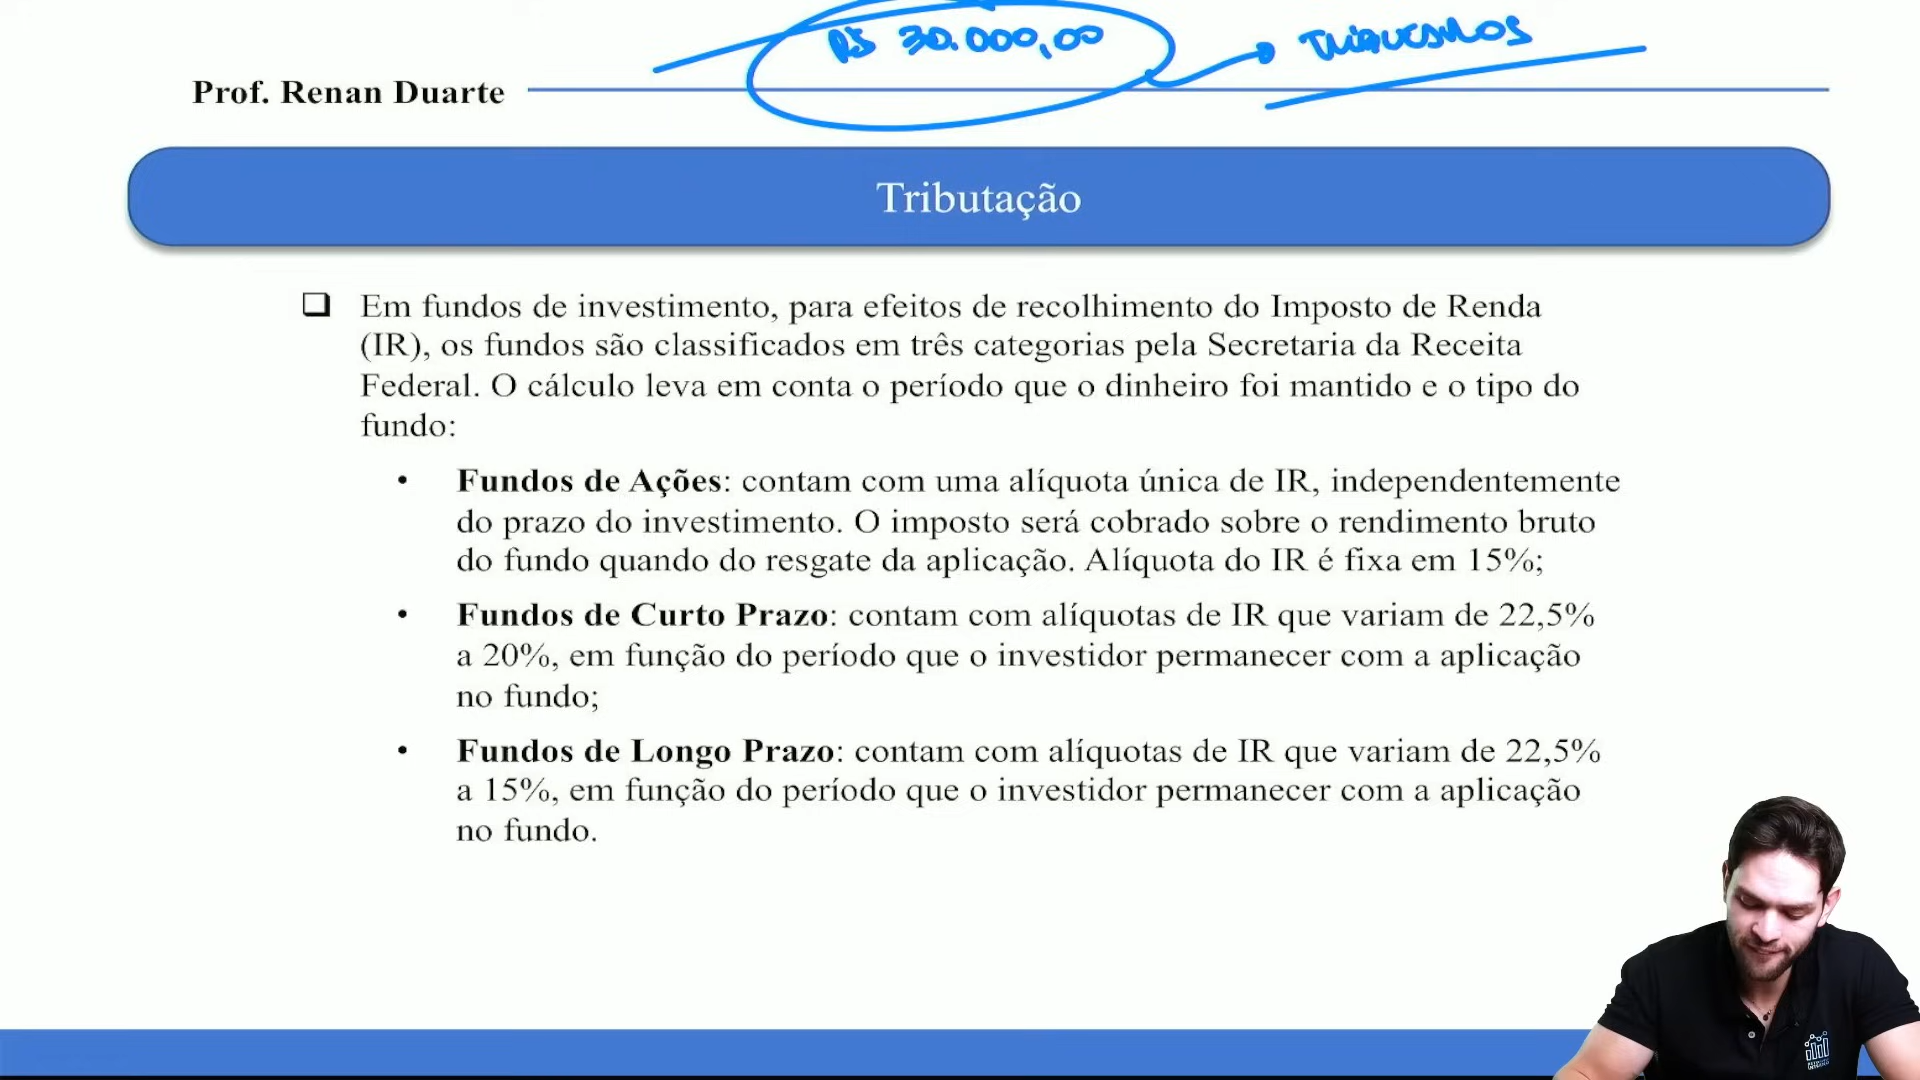 R$ 30.000,00
Prof. Renan Duarte
Tributação
❑ Em fundos de investimento, para efeitos de recolhimento do Imposto de Renda
(IR), os fundos são classificados em três categorias pela Secretaria da Receita
Federal. O cálculo leva em conta o período que o dinheiro foi mantido e o tipo do
fundo:
• Fundos de Ações: contam com uma alíquota única de IR, independentemente
do prazo do investimento. O imposto será cobrado sobre o rendimento bruto
do fundo quando do resgate da aplicação. Alíquota do IR é fixa em 15%;
• Fundos de Curto Prazo: contam com alíquotas de IR que variam de 22,5%
a 20%, em função do período que o investidor permanecer com a aplicação
no fundo;
• Fundos de Longo Prazo: contam com alíquotas de IR que variam de 22,5%
a 15%, em função do período que o investidor permanecer com a aplicação
no fundo.